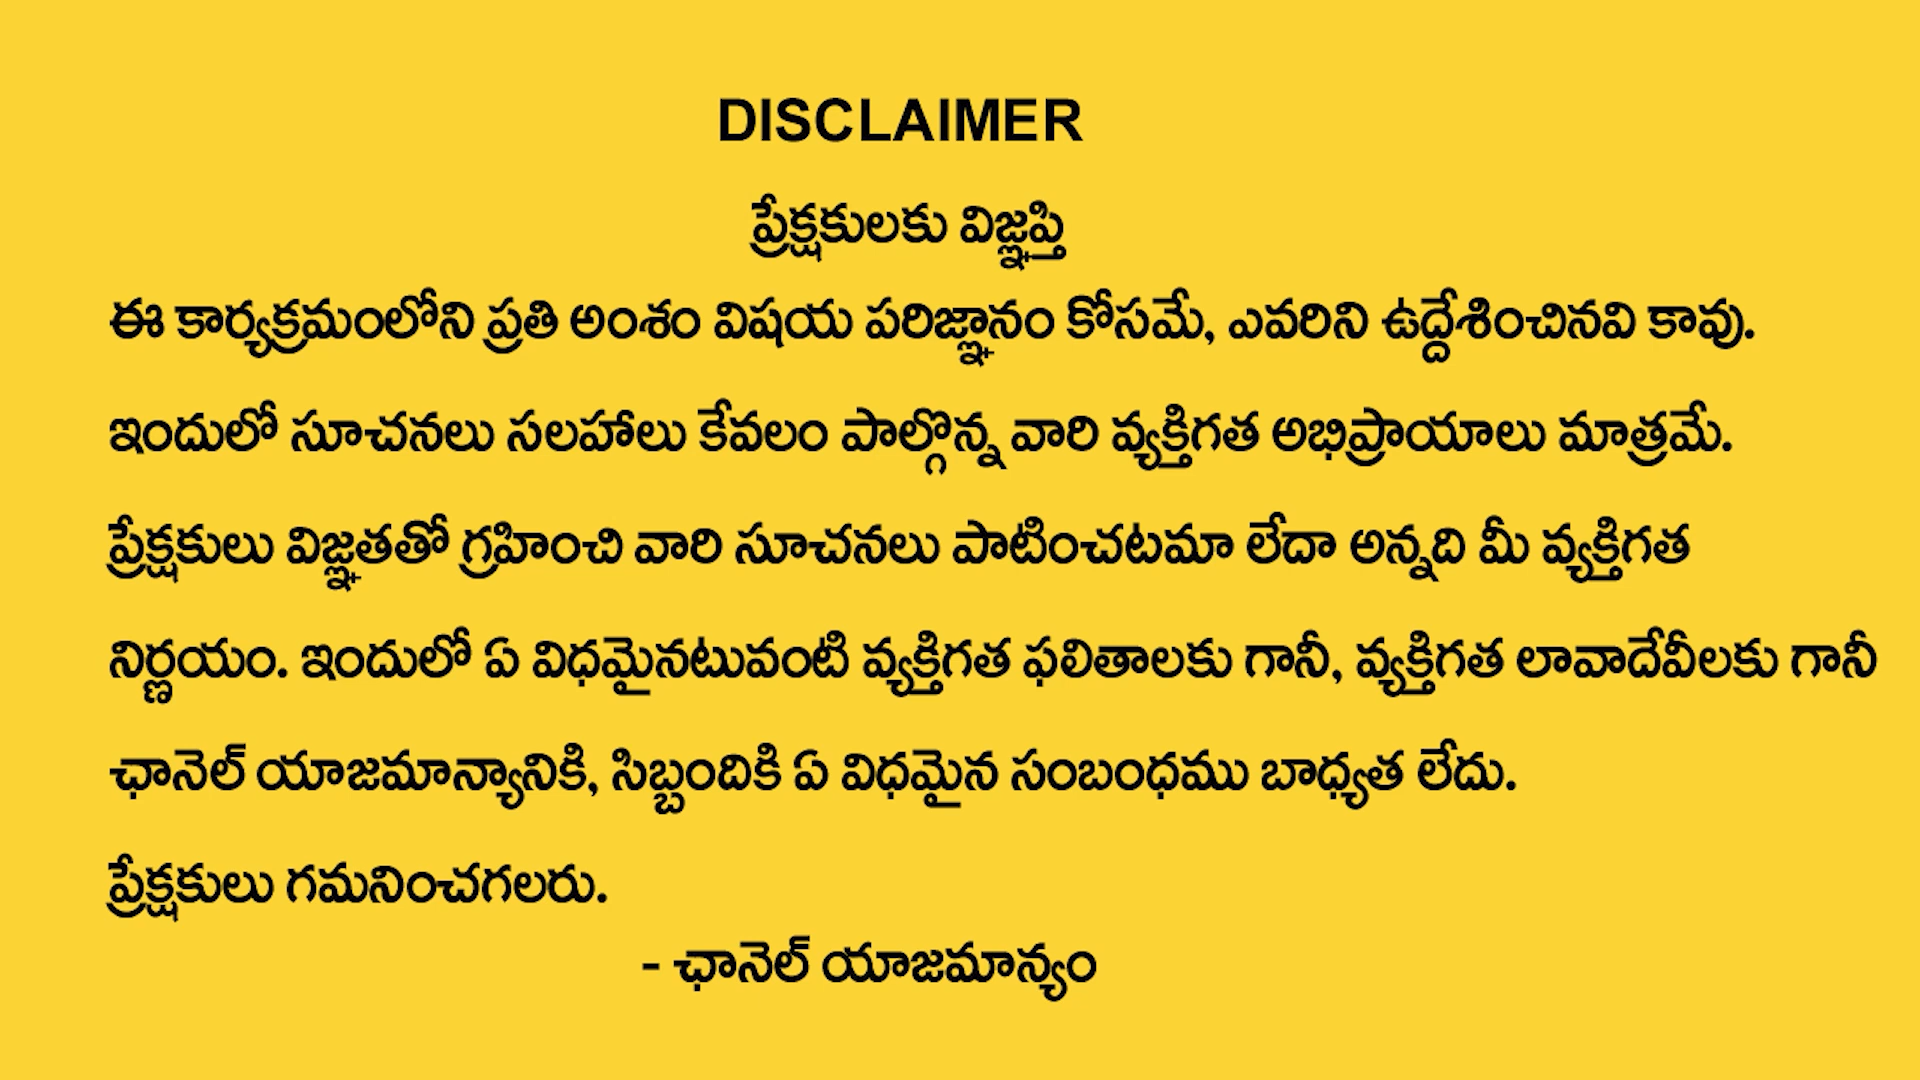 DISCLAIMER
ప్రేక్షకులకు విజ్ఞప్తి
ఈ కార్యక్రమంలోని ప్రతి అంశం విషయ పరిజ్ఞానం కోసమే, ఎవరిని ఉద్దేశించినవి కావు.
ఇందులో సూచనలు సలహాలు కేవలం పాల్గొన్న వారి వ్యక్తిగత అభిప్రాయాలు మాత్రమే.
ప్రేక్షకులు విజ్ఞతతో గ్రహించి వారి సూచనలు పాటించటమా లేదా అన్నది మీ వ్యక్తిగత
నిర్ణయం. ఇందులో ఏ విధమైనటువంటి వ్యక్తిగత ఫలితాలకు గానీ, వ్యక్తిగత లావాదేవీలకు గానీ
ఛానెల్ యాజమాన్యానికి, సిబ్బందికి ఏ విధమైన సంబంధము బాధ్యత లేదు.
ప్రేక్షకులు గమనించగలరు.
- ఛానెల్ యాజమాన్యం